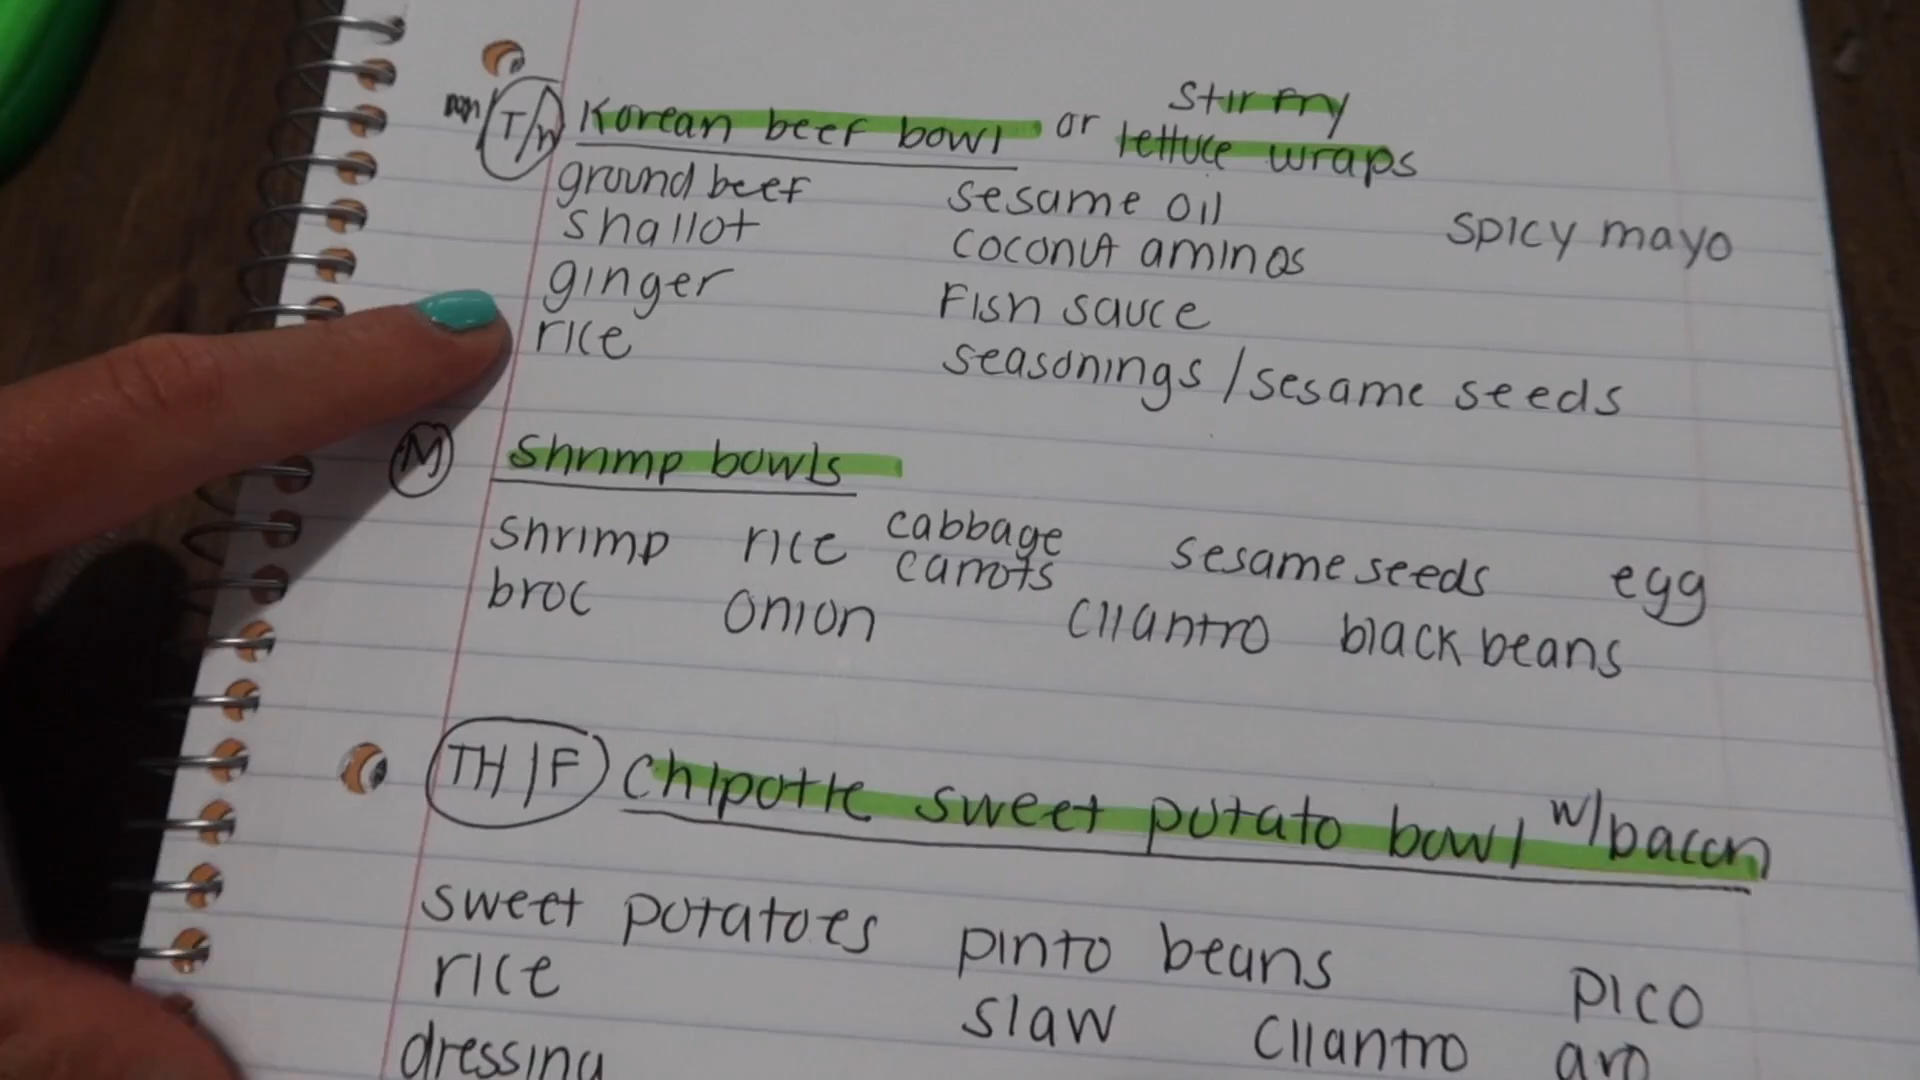 stir fry
T/ Korean beef bowl or lettuce wraps
ground beef sesame oil
shallot coconut aminos spicy mayo
ginger Fish sauce
rice seasonings / sesame seeds
M shrimp bowls
shrimp rice cabbage sesame seeds egg
carrots
broc onion cilantro black beans
TH/F Chipotle sweet potato bowl w/bacon
sweet potatoes pinto beans pico
rice slaw cilantro
dressing